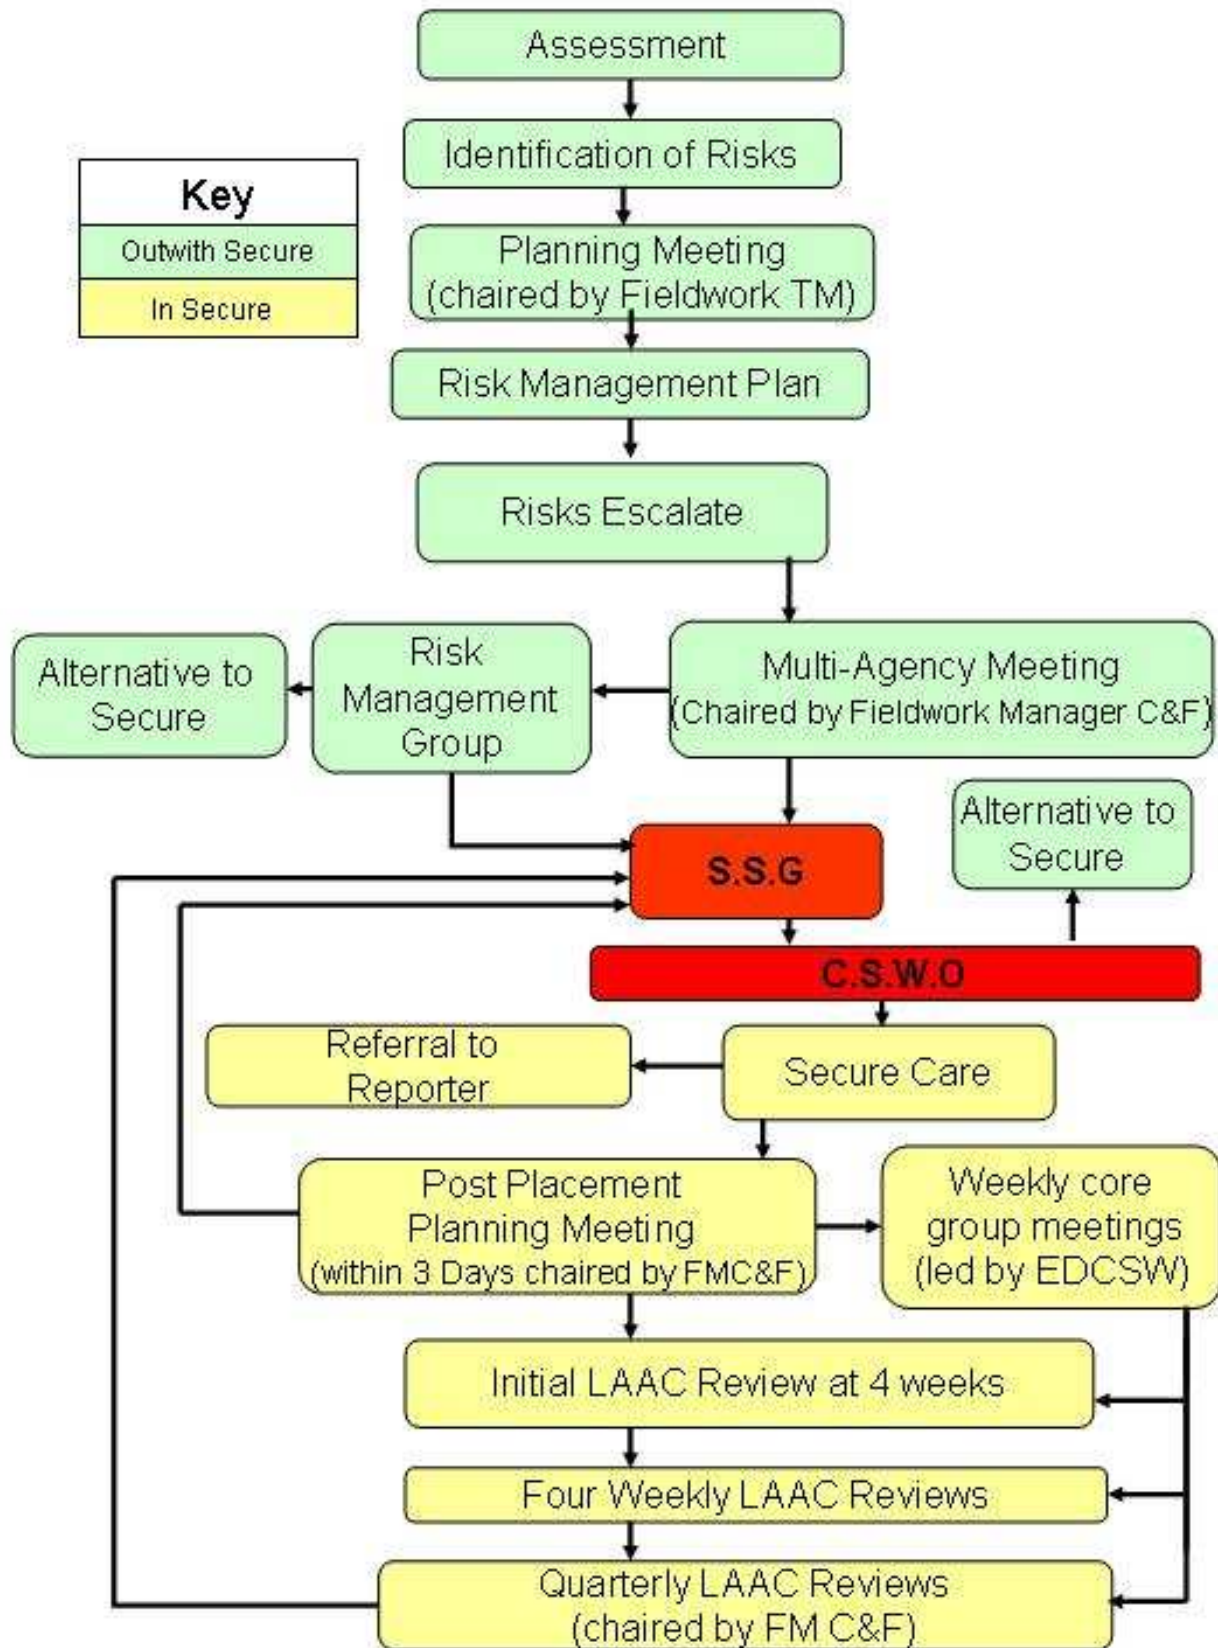 Assessment
Identification of Risks
Key
Outwith Secure
In Secure
Planning Meeting
(chaired by Fieldwork TM)
Risk Management Plan
Risks Escalate
Alternative to
Secure
Risk
Management
Group
Multi-Agency Meeting
(Chaired by Fieldwork Manager C&F)
Alternative to
Secure
S.S.G
C.S.W.O
Referral to
Reporter
Secure Care
Post Placement
Planning Meeting
(within 3 Days chaired by FMC&F)
Weekly core
group meetings
(led by EDCSW)
Initial LAAC Review at 4 weeks
Four Weekly LAAC Reviews
Quarterly LAAC Reviews
(chaired by FM C&F)